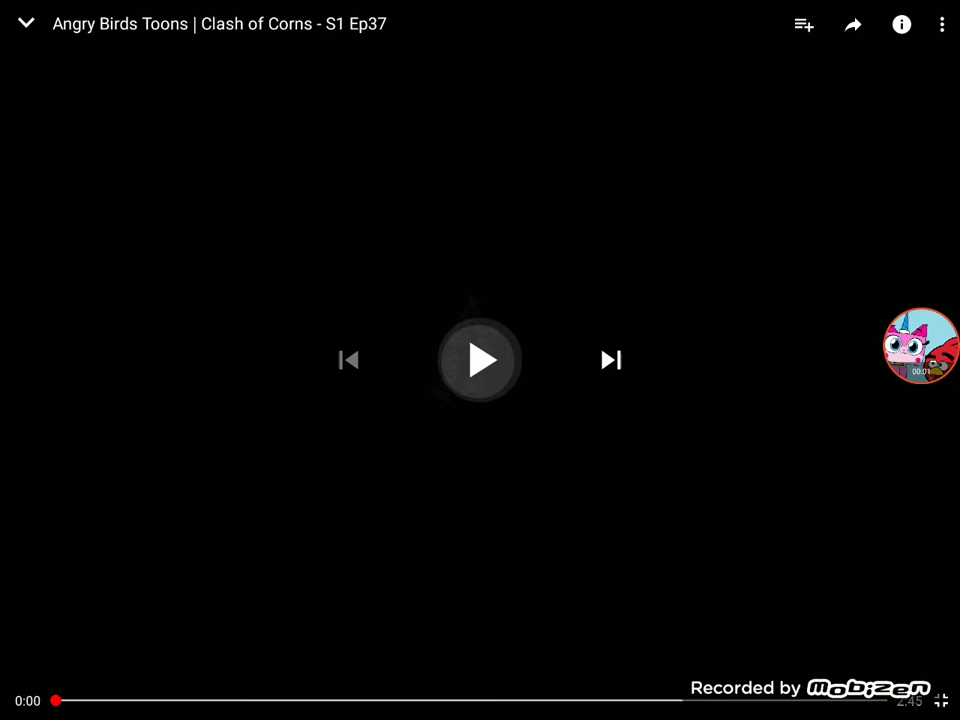 Angry Birds Toons | Clash of Corns - S1 Ep37
00:01
0:00
Recorded by Mobizen
2:45